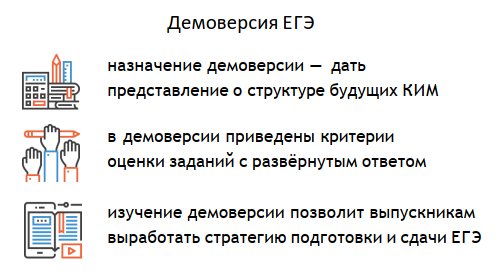 Демоверсия ЕГЭ
назначение демоверсии — дать
представление о структуре будущих КИМ
в демоверсии приведены критерии
оценки заданий с развёрнутым ответом
изучение демоверсии позволит выпускникам
выработать стратегию подготовки и сдачи ЕГЭ